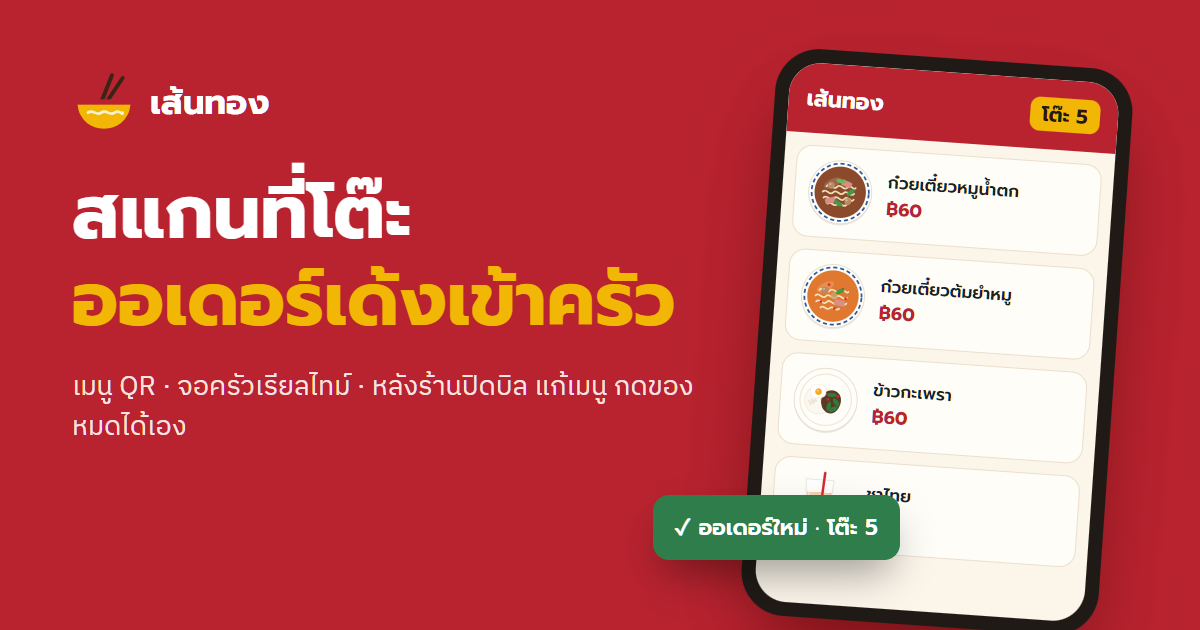 เส้นทอง
สแกนที่โต๊ะ
ออเดอร์เด้งเข้าครัว
เมนู QR · จอครัวเรียลไทม์ · หลังร้านปิดบิล แก้เมนู กดของ
หมดได้เอง
เส้นทอง
โต๊ะ 5
ก๋วยเตี๋ยวหมูน้ำตก
฿60
ก๋วยเตี๋ยวต้มยำหมู
฿60
ข้าวกะเพรา
฿60
ชาไทย
✓ ออเดอร์ใหม่ · โต๊ะ 5